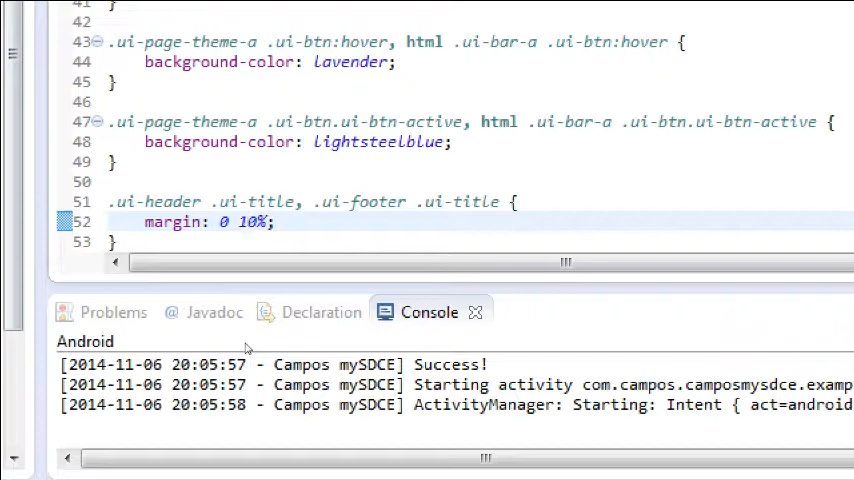 41 }
42
43 .ui-page-theme-a .ui-btn:hover, html .ui-bar-a .ui-btn:hover {
44 background-color: lavender;
45 }
46
47 .ui-page-theme-a .ui-btn.ui-btn-active, html .ui-bar-a .ui-btn.ui-btn-active {
48 background-color: lightsteelblue;
49 }
50
51 .ui-header .ui-title, .ui-footer .ui-title {
52 margin: 0 10%;
53 }
Problems @ Javadoc Declaration Console
Android
[2014-11-06 20:05:57 - Campos mySDCE] Success!
[2014-11-06 20:05:57 - Campos mySDCE] Starting activity com.campos.camposmysdce.examp
[2014-11-06 20:05:58 - Campos mySDCE] ActivityManager: Starting: Intent { act=android